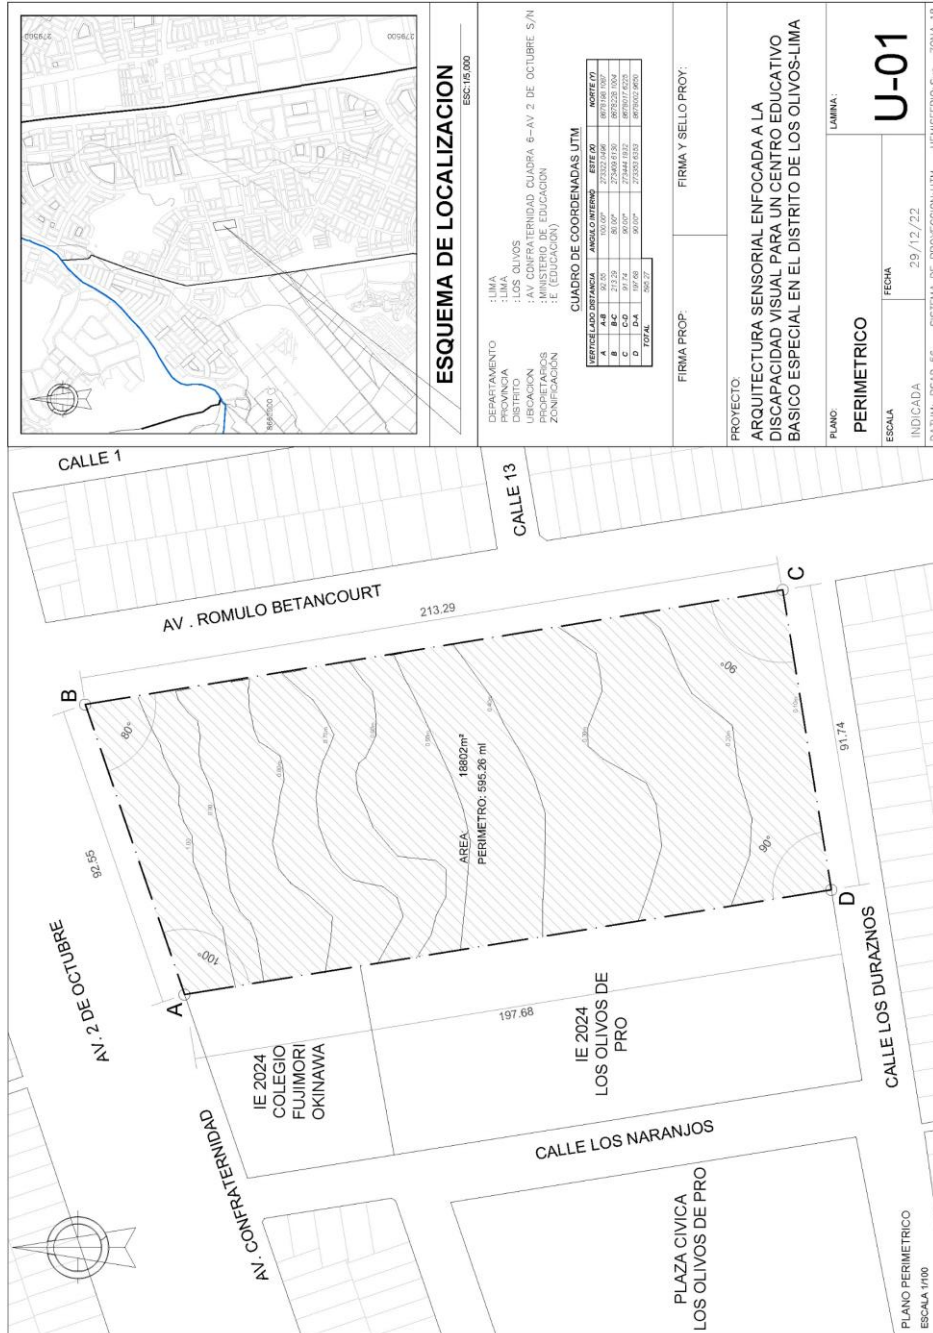 ESQUEMA DE LOCALIZACION
ESC:1/5,000
DEPARTAMENTO : LIMA
PROVINCIA : LIMA
DISTRITO : LOS OLIVOS
UBICACION : AV CONFRATERNIDAD CUADRA 6-AV 2 DE OCTUBRE S/N
PROPIETARIOS : MINISTERIO DE EDUCACION
ZONIFICACIÓN : E (EDUCACION)
CUADRO DE COORDENADAS UTM
VERTICE LADO DISTANCIA ANGULO INTERNO ESTE (X) NORTE (Y)
A A-B 92.55 100.00°
B B-C 213.29 80.00°
C C-D 91.74 90.00°
D D-A 197.68 90.00°
TOTAL 595.27
FIRMA PROP:
FIRMA Y SELLO PROY:
PROYECTO:
ARQUITECTURA SENSORIAL ENFOCADA A LA
DISCAPACIDAD VISUAL PARA UN CENTRO EDUCATIVO
BASICO ESPECIAL EN EL DISTRITO DE LOS OLIVOS-LIMA
PLANO:
PERIMETRICO
LAMINA :
U-01
ESCALA
INDICADA
FECHA
29/12/22
CALLE 1
CALLE 13
AV . ROMULO BETANCOURT
213.29
B
80°
C
90°
92.55
91.74
AREA 18802m²
PERIMETRO: 595.26 ml
1.00
AV. 2 DE OCTUBRE
A
100°
D
90°
197.68
IE 2024
COLEGIO
FUJIMORI
OKINAWA
IE 2024
LOS OLIVOS DE
PRO
CALLE LOS DURAZNOS
AV. CONFRATERNIDAD
CALLE LOS NARANJOS
PLAZA CIVICA
LOS OLIVOS DE PRO
PLANO PERIMETRICO
ESCALA 1/100